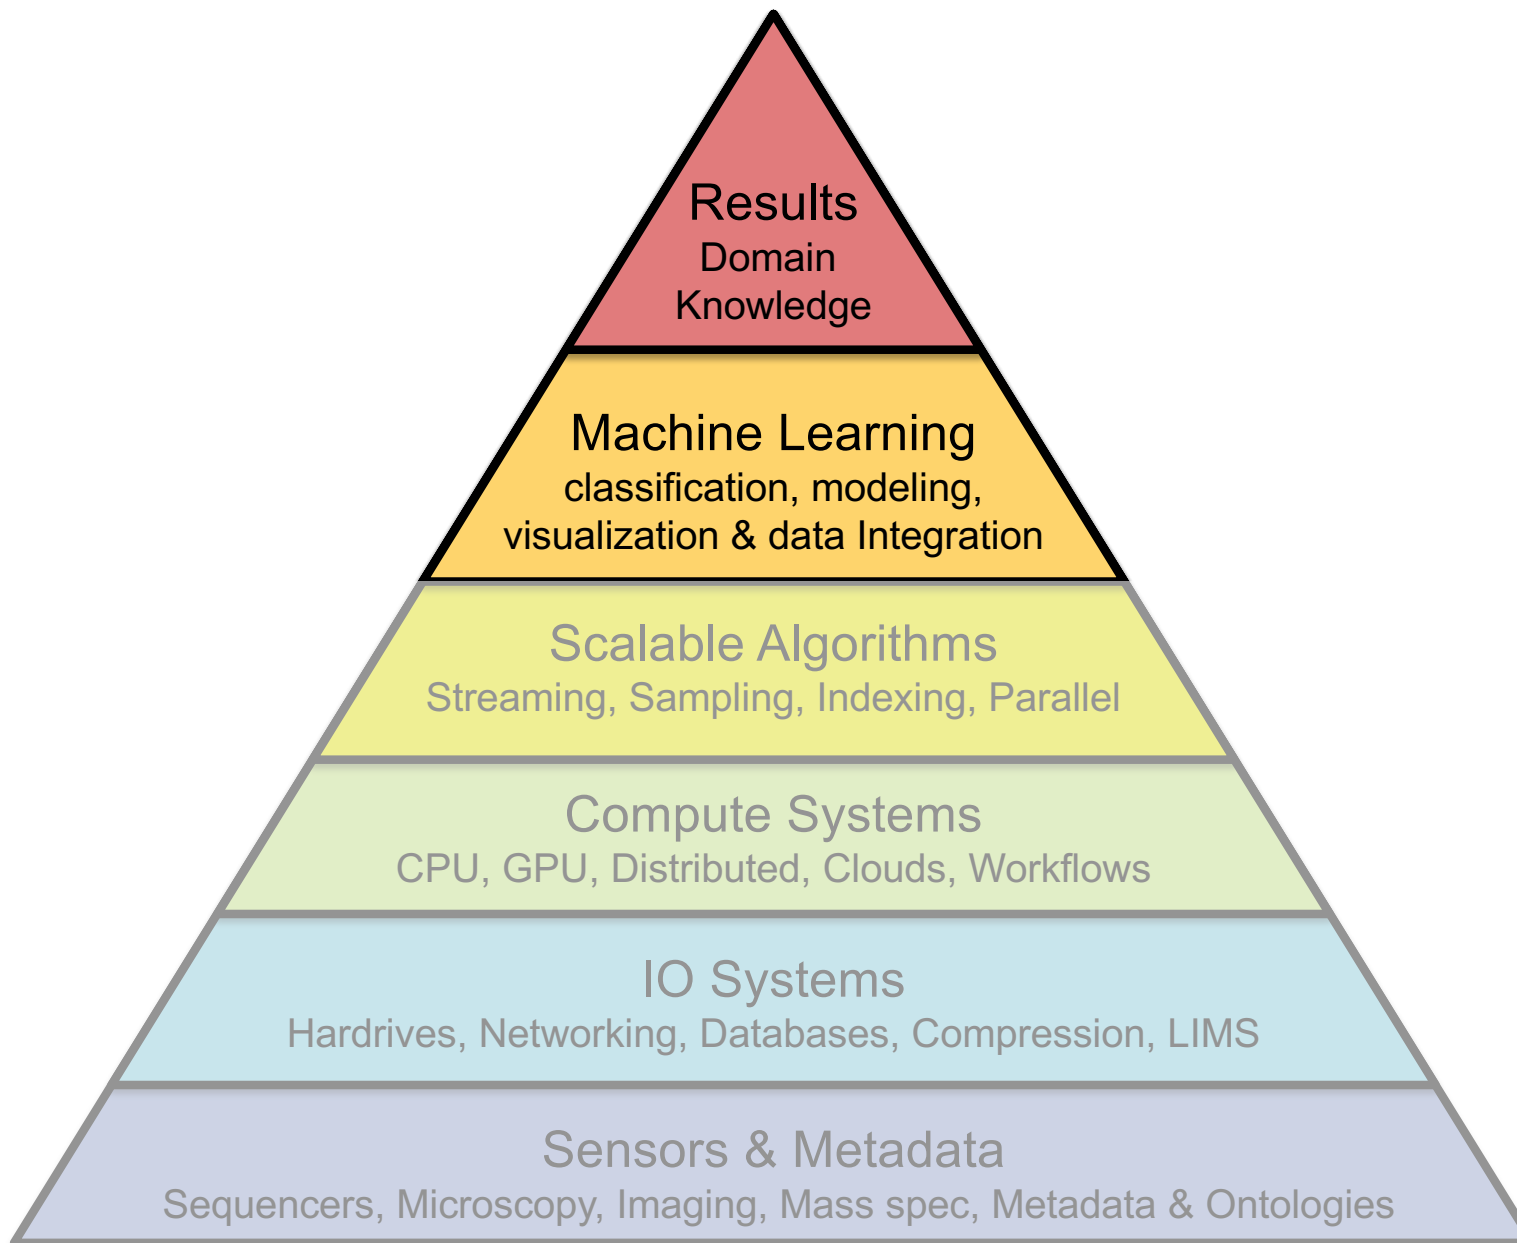 Results
Domain
Knowledge
Machine Learning
classification, modeling,
visualization & data Integration
Scalable Algorithms
Streaming, Sampling, Indexing, Parallel
Compute Systems
CPU, GPU, Distributed, Clouds, Workflows
IO Systems
Hardrives, Networking, Databases, Compression, LIMS
Sensors & Metadata
Sequencers, Microscopy, Imaging, Mass spec, Metadata & Ontologies